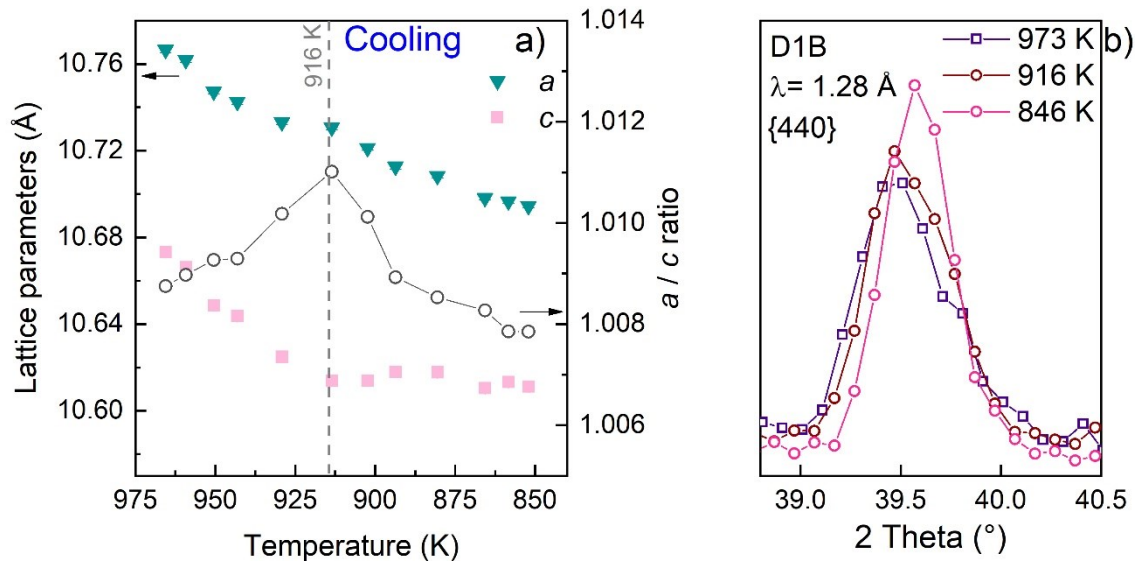 Cooling
a)
916 K
a
c
Lattice parameters (Å)
10.76
10.72
10.68
10.64
10.60
1.014
1.012
1.010
1.008
1.006
a / c ratio
975
950
925
900
875
850
Temperature (K)
D1B
λ= 1.28 Å
{440}
973 K
916 K
846 K
b)
39.0
39.5
40.0
40.5
2 Theta (°)